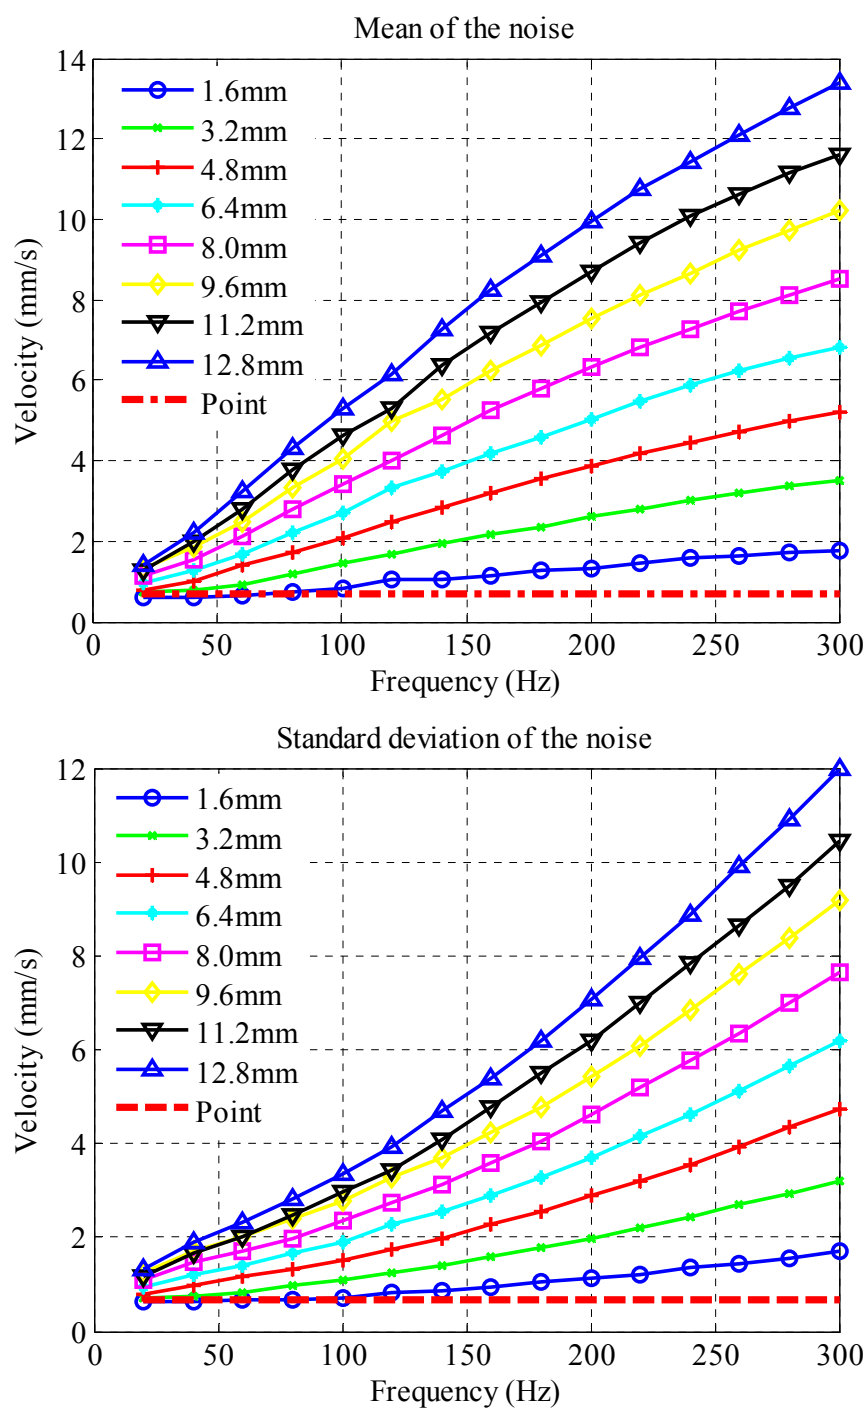 Mean of the noise
14
12
10
8
6
4
2
0
Velocity (mm/s)
1.6mm
3.2mm
4.8mm
6.4mm
8.0mm
9.6mm
11.2mm
12.8mm
Point
0 50 100 150 200 250 300
Frequency (Hz)
Standard deviation of the noise
12
10
8
6
4
2
0
Velocity (mm/s)
1.6mm
3.2mm
4.8mm
6.4mm
8.0mm
9.6mm
11.2mm
12.8mm
Point
0 50 100 150 200 250 300
Frequency (Hz)